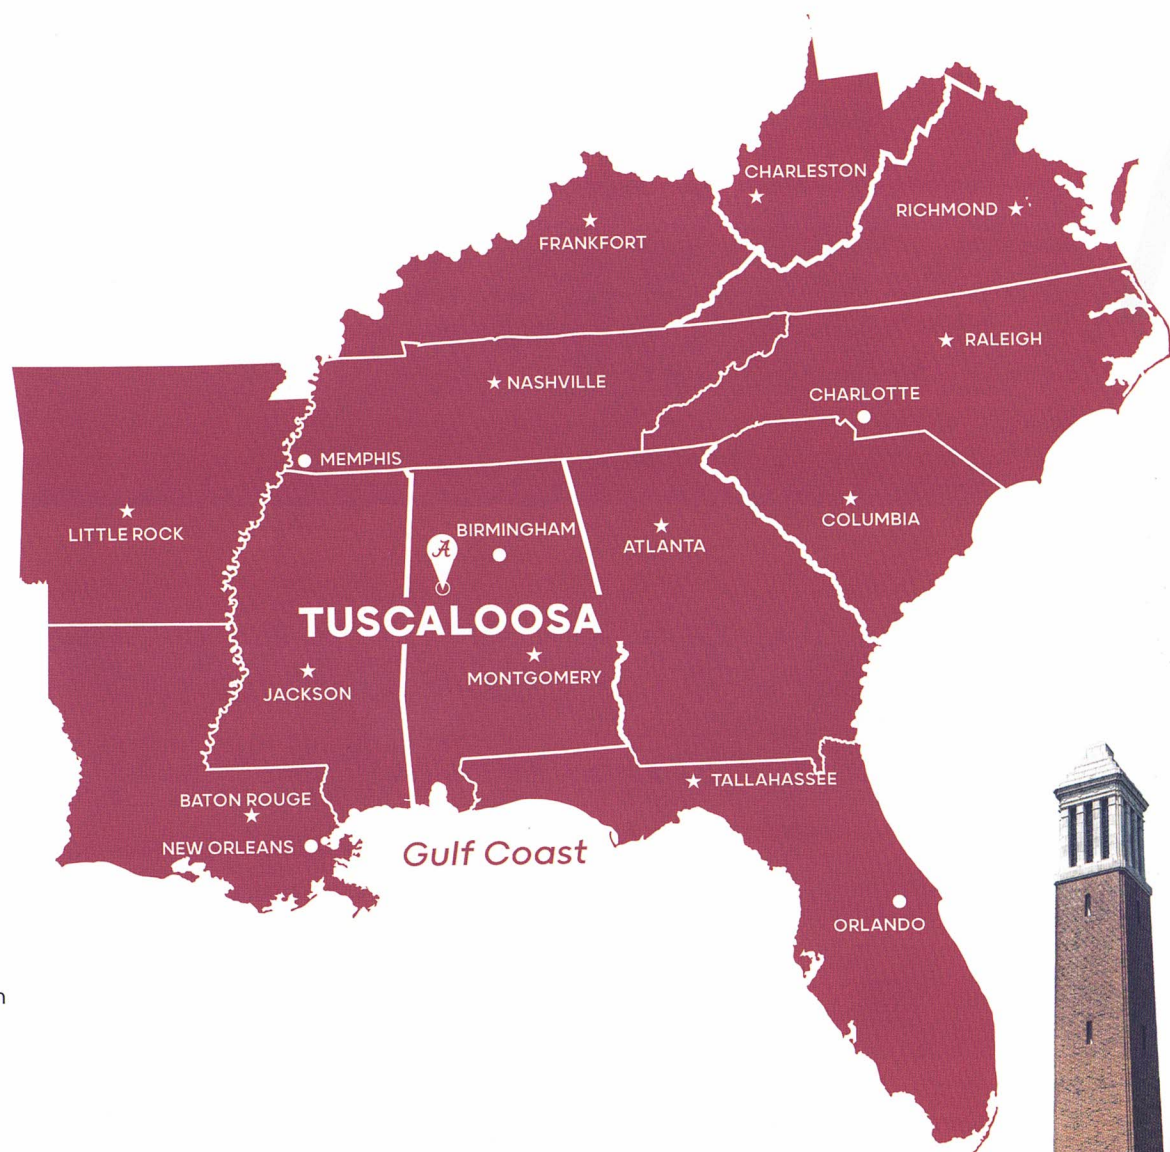 CHARLESTON
RICHMOND
FRANKFORT
RALEIGH
NASHVILLE
CHARLOTTE
MEMPHIS
LITTLE ROCK
BIRMINGHAM
A
COLUMBIA
ATLANTA
TUSCALOOSA
MONTGOMERY
JACKSON
TALLAHASSEE
BATON ROUGE
NEW ORLEANS
Gulf Coast
ORLANDO